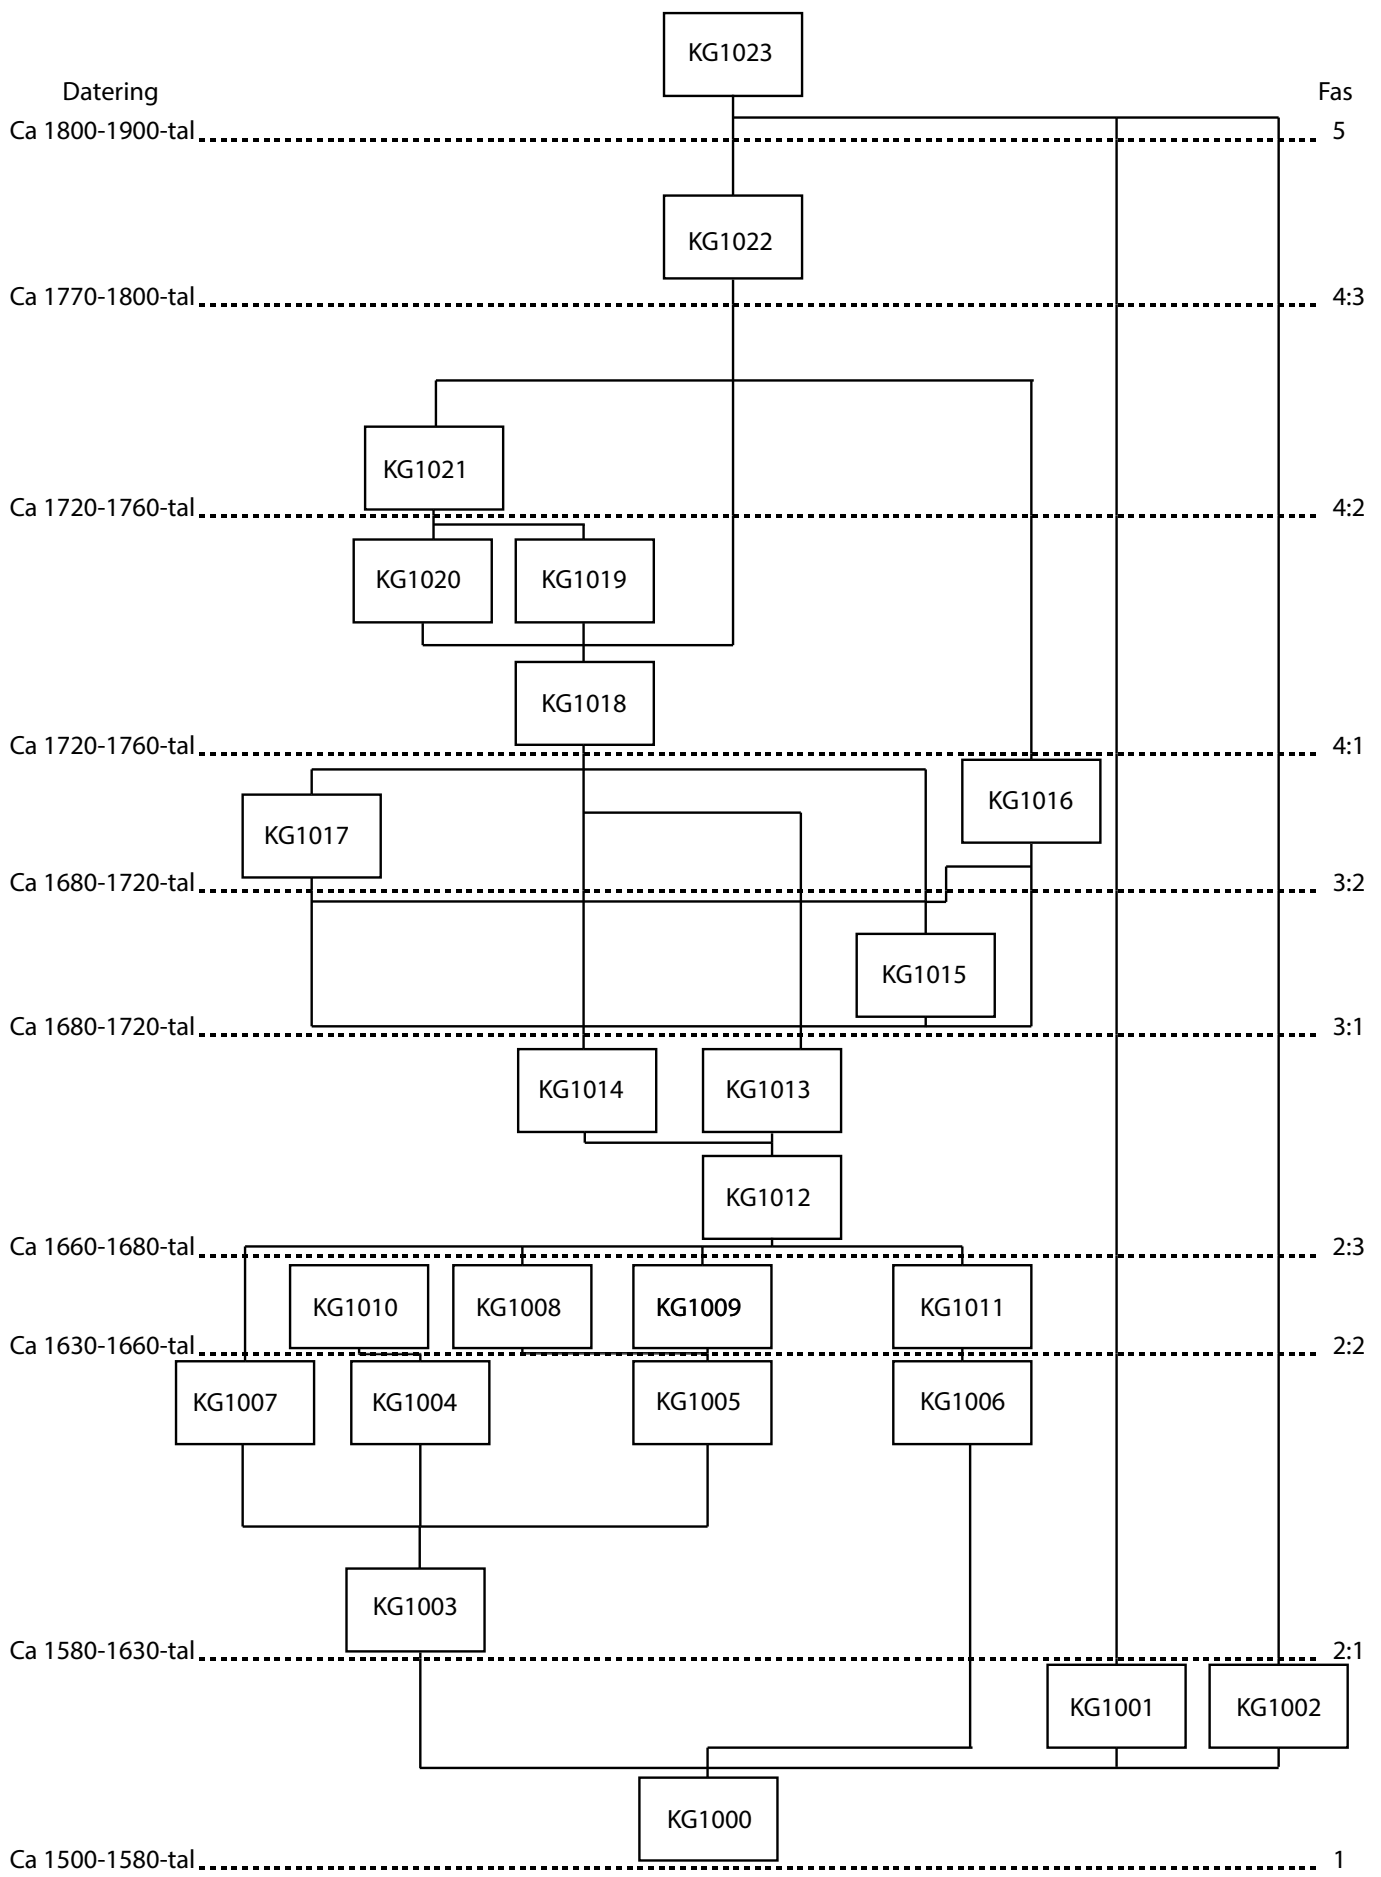 KG1023
Datering
Fas
Ca 1800-1900-tal
5
KG1022
Ca 1770-1800-tal
4:3
KG1021
Ca 1720-1760-tal
4:2
KG1020
KG1019
KG1018
Ca 1720-1760-tal
4:1
KG1016
KG1017
Ca 1680-1720-tal
3:2
KG1015
Ca 1680-1720-tal
3:1
KG1014
KG1013
KG1012
Ca 1660-1680-tal
2:3
KG1010
KG1008
KG1009
KG1011
Ca 1630-1660-tal
2:2
KG1007
KG1004
KG1005
KG1006
KG1003
Ca 1580-1630-tal
2:1
KG1001
KG1002
KG1000
Ca 1500-1580-tal
1